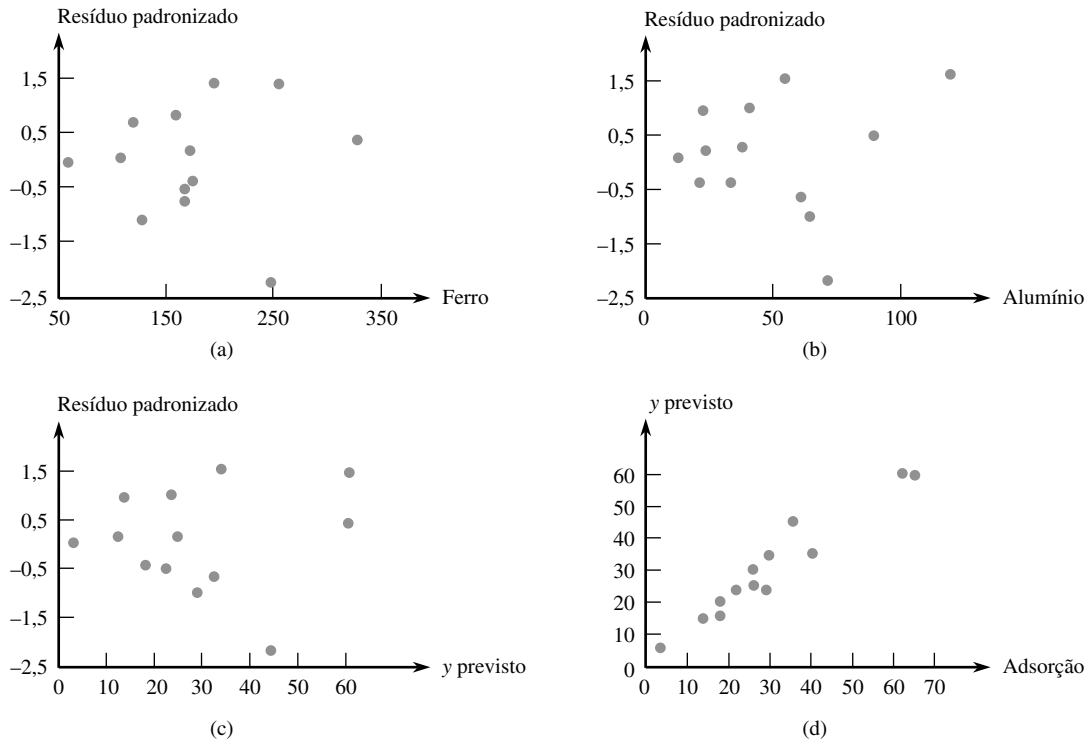 Resíduo padronizado
1,5
0,5
–0,5
–1,5
–2,5
50 150 250 350
Ferro
(a)
Resíduo padronizado
1,5
0,5
–0,5
–1,5
–2,5
0 50 100
Alumínio
(b)
Resíduo padronizado
1,5
0,5
–0,5
–1,5
–2,5
0 10 20 30 40 50 60
y previsto
(c)
y previsto
60
50
40
30
20
10
0
0 10 20 30 40 50 60 70
Adsorção
(d)